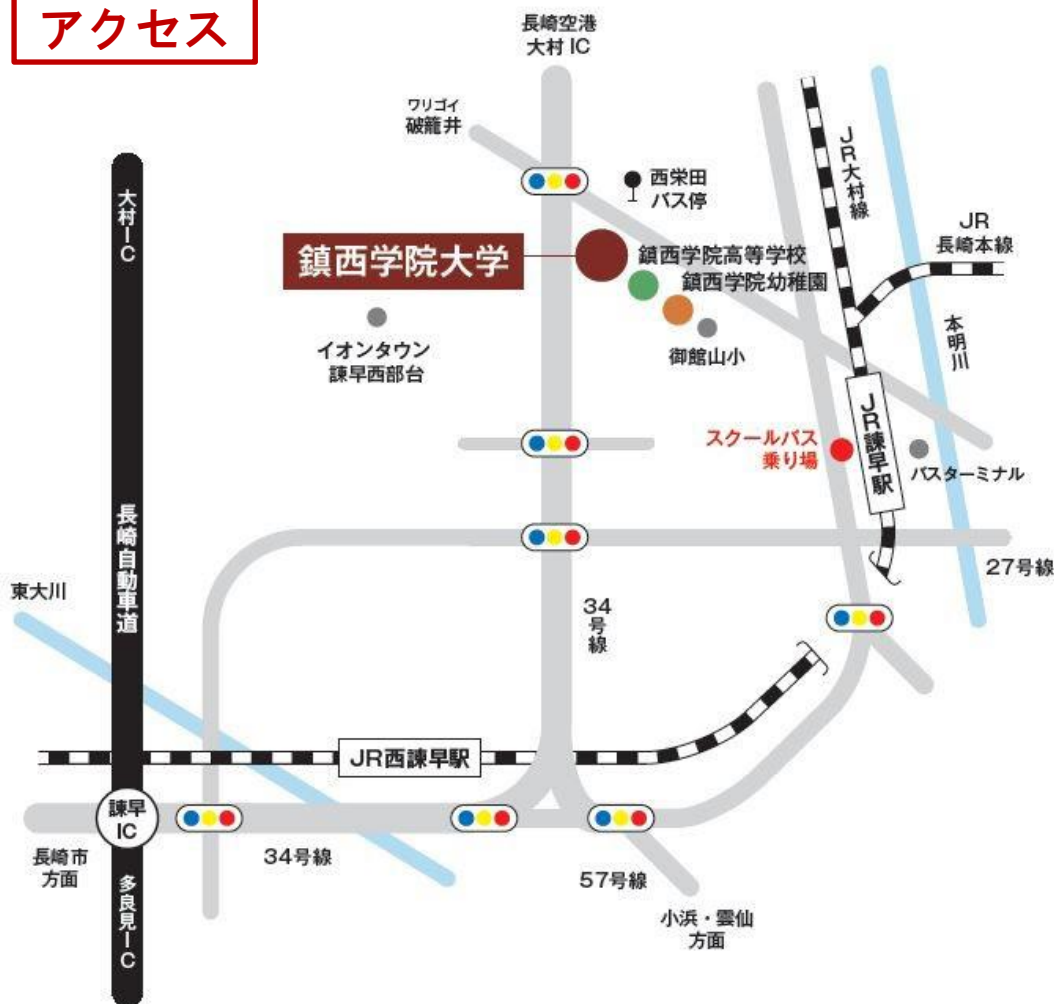 アクセス
長崎空港
大村 IC
ワリゴイ
破籠井
西栄田
バス停
JR大村線
JR
長崎本線
大村IC
鎮西学院大学
鎮西学院高等学校
鎮西学院幼稚園
イオンタウン
諫早西部台
御館山小
本明川
スクールバス
乗り場
JR諫早駅
バスターミナル
長崎自動車道
27号線
東大川
34号線
JR西諫早駅
諫早
IC
長崎市
方面
34号線
57号線
多良見IC
小浜・雲仙
方面